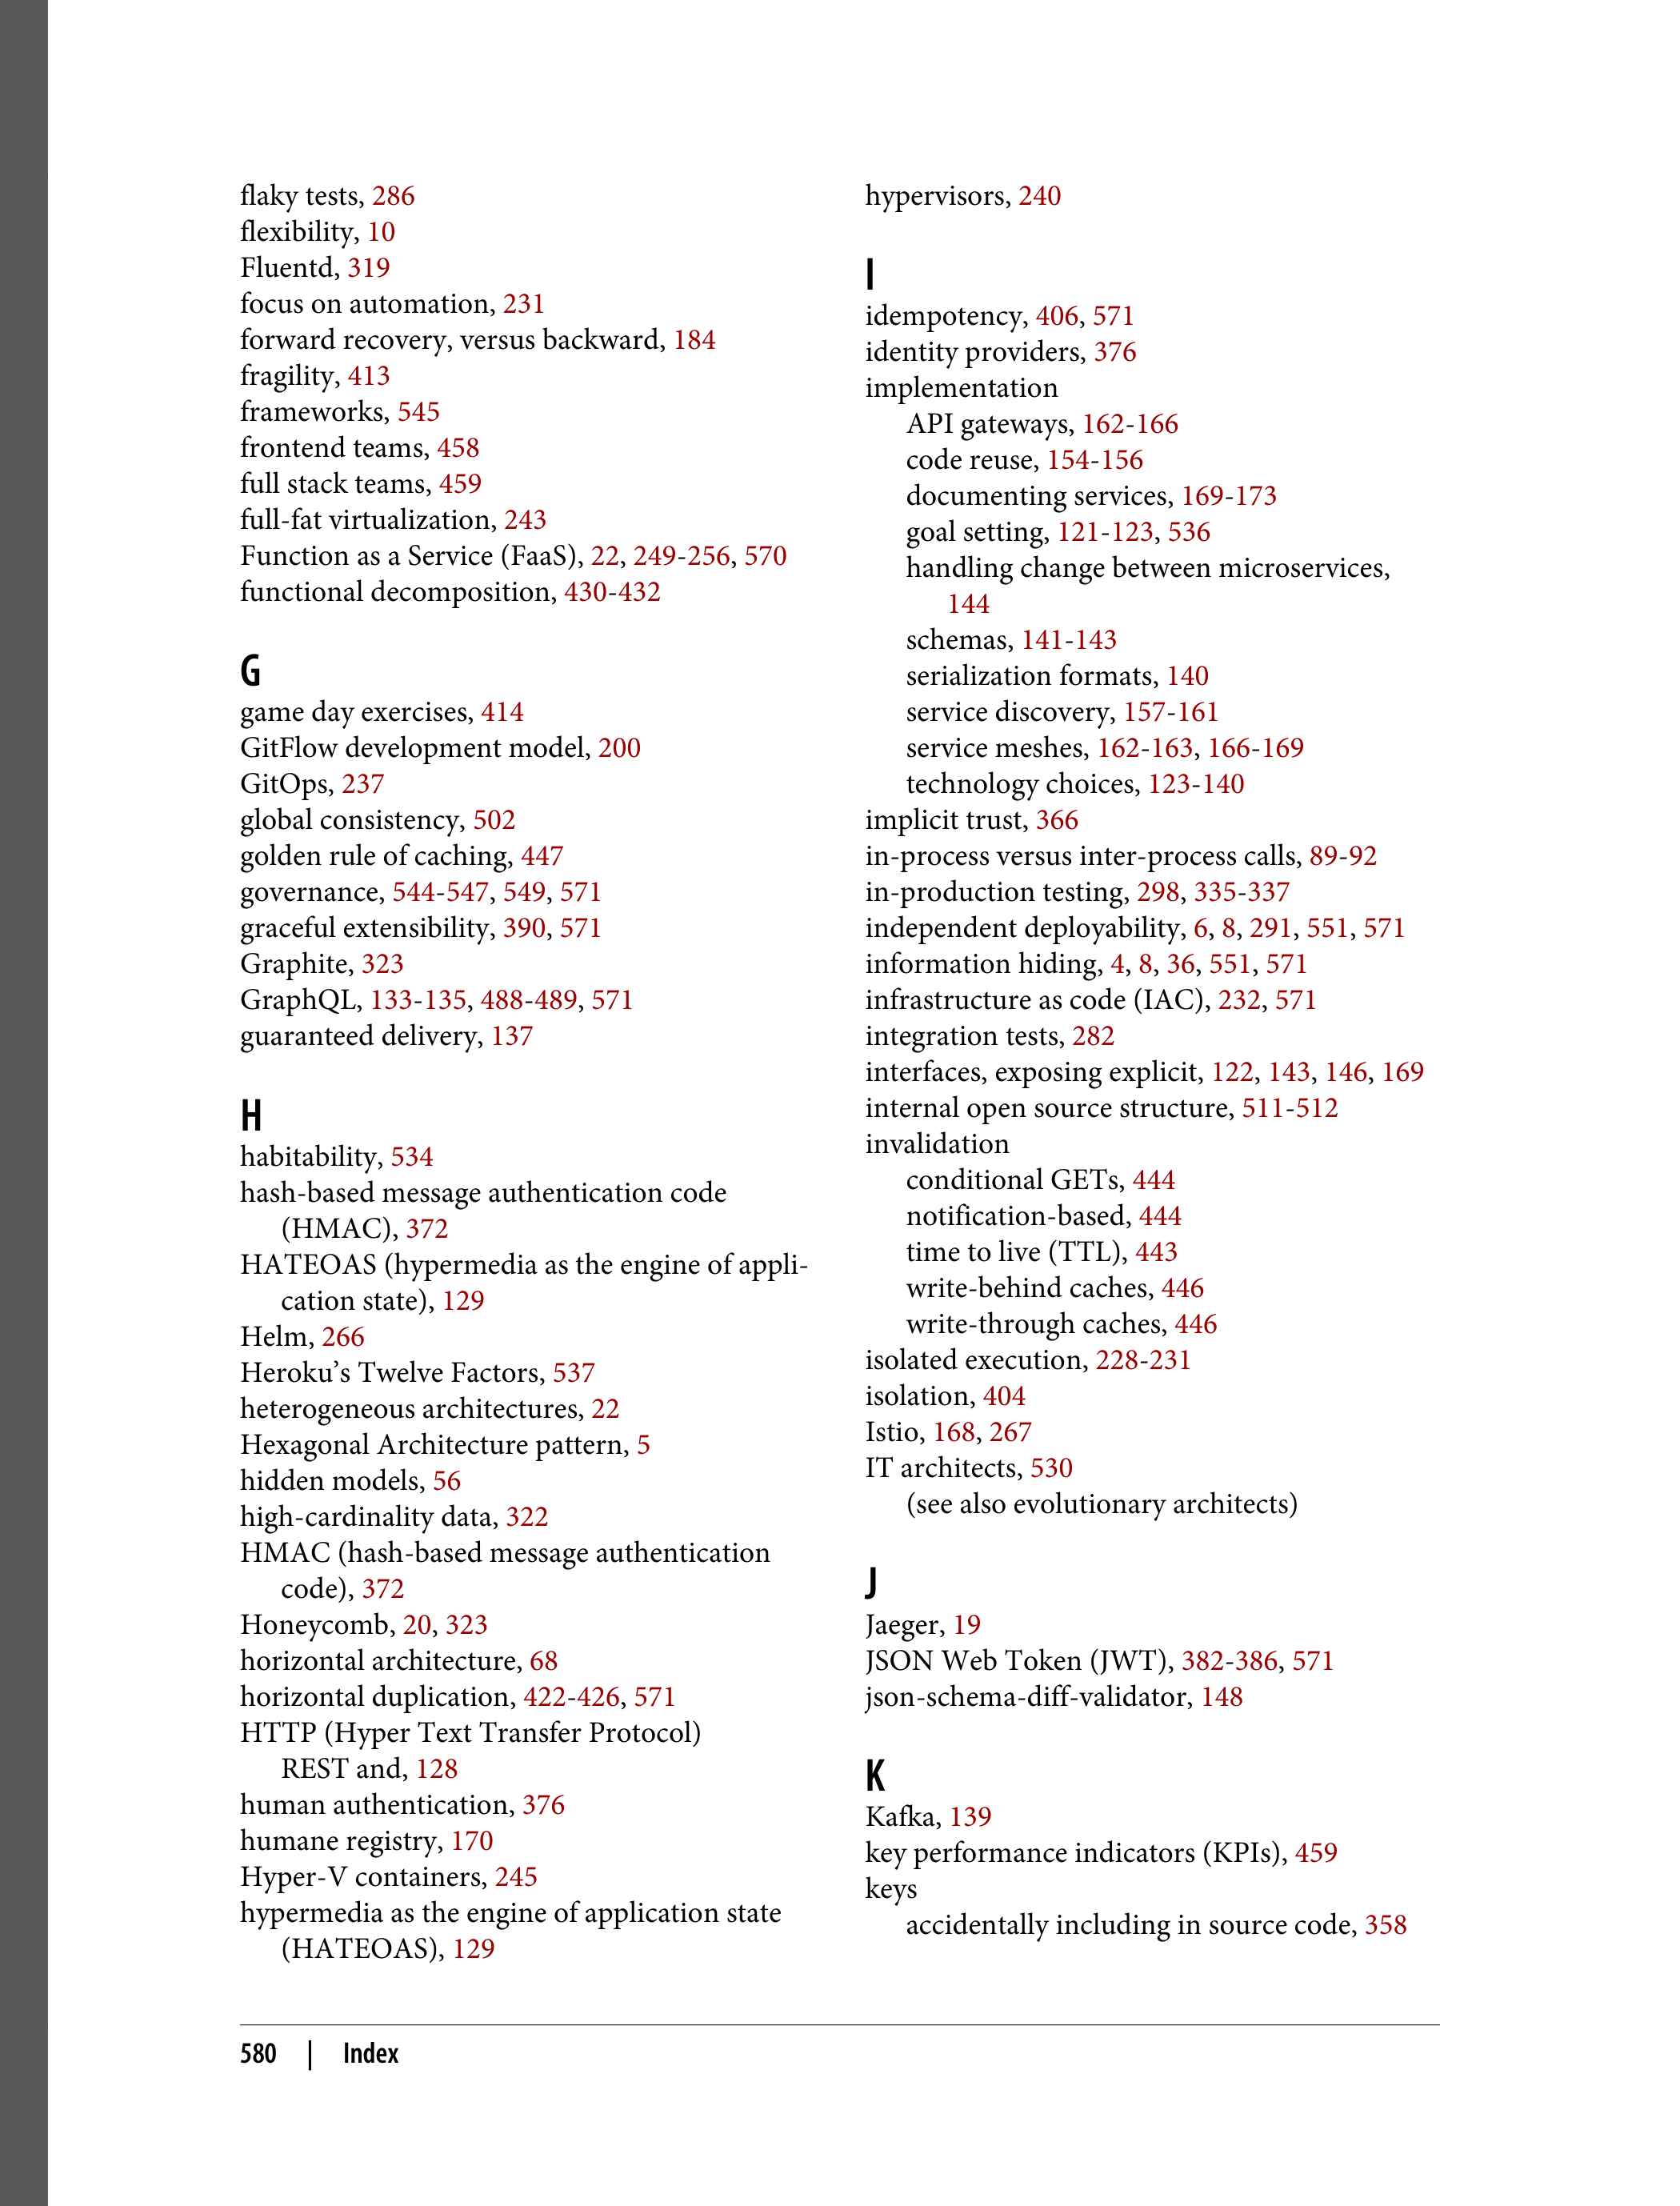 flaky tests, 286
flexibility, 10
Fluentd, 319
focus on automation, 231
forward recovery, versus backward, 184
fragility, 413
frameworks, 545
frontend teams, 458
full stack teams, 459
full-fat virtualization, 243
Function as a Service (FaaS), 22, 249-256, 570
functional decomposition, 430-432
G
game day exercises, 414
GitFlow development model, 200
GitOps, 237
global consistency, 502
golden rule of caching, 447
governance, 544-547, 549, 571
graceful extensibility, 390, 571
Graphite, 323
GraphQL, 133-135, 488-489, 571
guaranteed delivery, 137
H
habitability, 534
hash-based message authentication code
(HMAC), 372
HATEOAS (hypermedia as the engine of appli-
cation state), 129
Helm, 266
Heroku’s Twelve Factors, 537
heterogeneous architectures, 22
Hexagonal Architecture pattern, 5
hidden models, 56
high-cardinality data, 322
HMAC (hash-based message authentication
code), 372
Honeycomb, 20, 323
horizontal architecture, 68
horizontal duplication, 422-426, 571
HTTP (Hyper Text Transfer Protocol)
REST and, 128
human authentication, 376
humane registry, 170
Hyper-V containers, 245
hypermedia as the engine of application state
(HATEOAS), 129
hypervisors, 240
I
idempotency, 406, 571
identity providers, 376
implementation
API gateways, 162-166
code reuse, 154-156
documenting services, 169-173
goal setting, 121-123, 536
handling change between microservices,
144
schemas, 141-143
serialization formats, 140
service discovery, 157-161
service meshes, 162-163, 166-169
technology choices, 123-140
implicit trust, 366
in-process versus inter-process calls, 89-92
in-production testing, 298, 335-337
independent deployability, 6, 8, 291, 551, 571
information hiding, 4, 8, 36, 551, 571
infrastructure as code (IAC), 232, 571
integration tests, 282
interfaces, exposing explicit, 122, 143, 146, 169
internal open source structure, 511-512
invalidation
conditional GETs, 444
notification-based, 444
time to live (TTL), 443
write-behind caches, 446
write-through caches, 446
isolated execution, 228-231
isolation, 404
Istio, 168, 267
IT architects, 530
(see also evolutionary architects)
J
Jaeger, 19
JSON Web Token (JWT), 382-386, 571
json-schema-diff-validator, 148
K
Kafka, 139
key performance indicators (KPIs), 459
keys
accidentally including in source code, 358
580 | Index